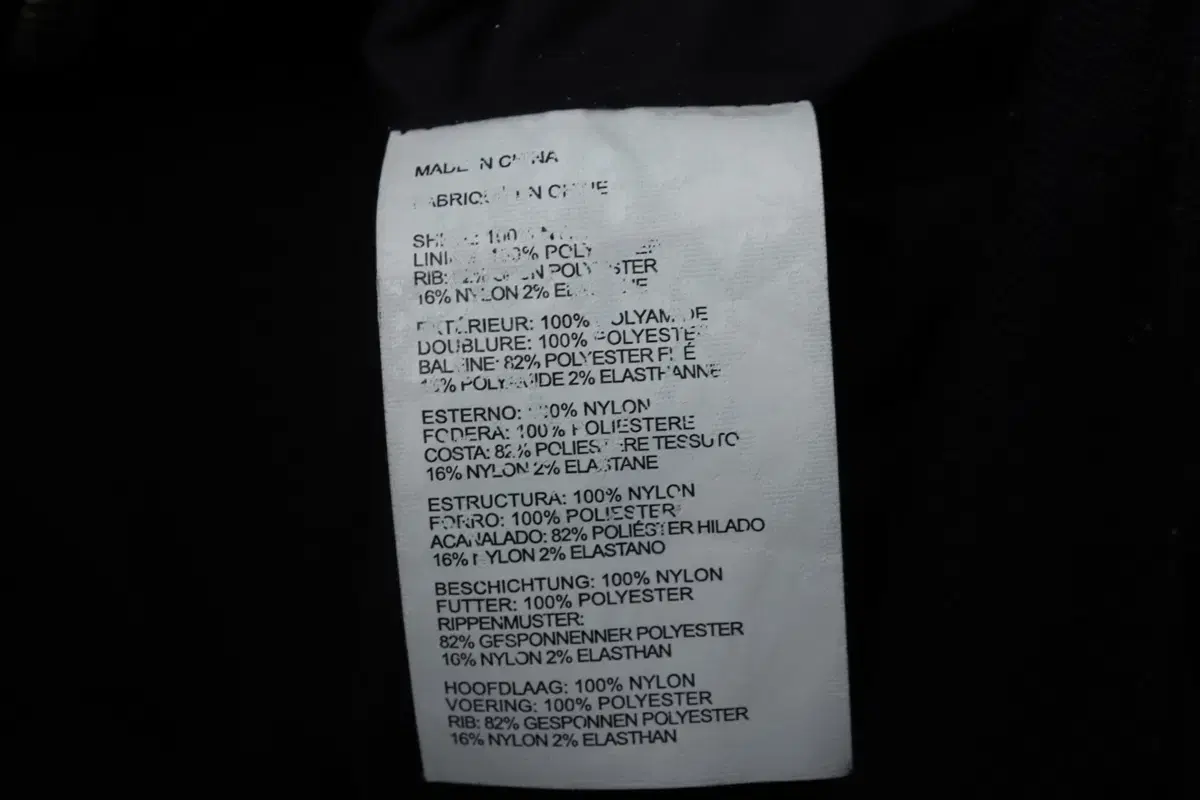 MADE IN CHINA
FABRIQUÉ EN CHINE
SHELL: 100% NYLON
LINING: 100% POLYESTER
RIB: 82% SPUN POLYESTER
16% NYLON 2% ELASTANE
EXTÉRIEUR: 100% POLYAMIDE
DOUBLURE: 100% POLYESTER
BALEINE: 82% POLYESTER FILÉ
16% POLYAMIDE 2% ELASTHANNE
ESTERNO: 100% NYLON
FODERA: 100% POLIESTERE
COSTA: 82% POLIESTERE TESSUTO
16% NYLON 2% ELASTANE
ESTRUCTURA: 100% NYLON
FORRO: 100% POLIESTER
ACANALADO: 82% POLIÉSTER HILADO
16% NYLON 2% ELASTANO
BESCHICHTUNG: 100% NYLON
FUTTER: 100% POLYESTER
RIPPENMUSTER:
82% GESPONNENNER POLYESTER
16% NYLON 2% ELASTHAN
HOOFDLAAG: 100% NYLON
VOERING: 100% POLYESTER
RIB: 82% GESPONNEN POLYESTER
16% NYLON 2% ELASTHAN